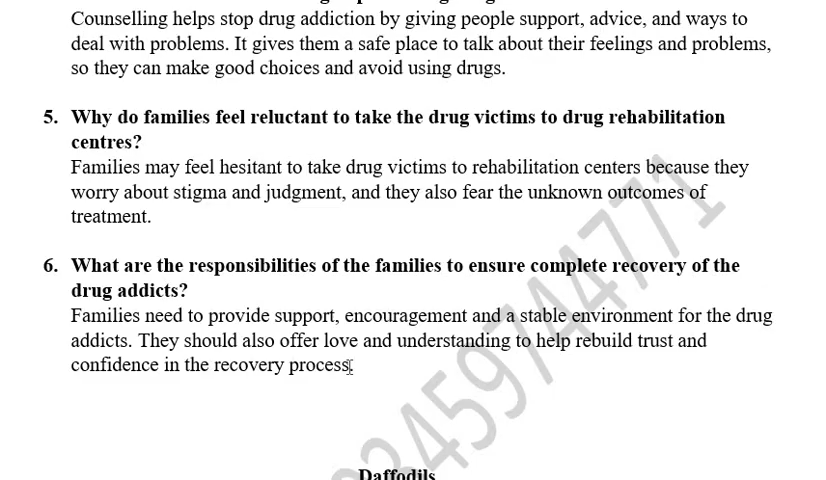 Counselling helps stop drug addiction by giving people support, advice, and ways to
deal with problems. It gives them a safe place to talk about their feelings and problems,
so they can make good choices and avoid using drugs.
5. Why do families feel reluctant to take the drug victims to drug rehabilitation
centres?
Families may feel hesitant to take drug victims to rehabilitation centers because they
worry about stigma and judgment, and they also fear the unknown outcomes of
treatment.
6. What are the responsibilities of the families to ensure complete recovery of the
drug addicts?
Families need to provide support, encouragement and a stable environment for the drug
addicts. They should also offer love and understanding to help rebuild trust and
confidence in the recovery process
Daffodils